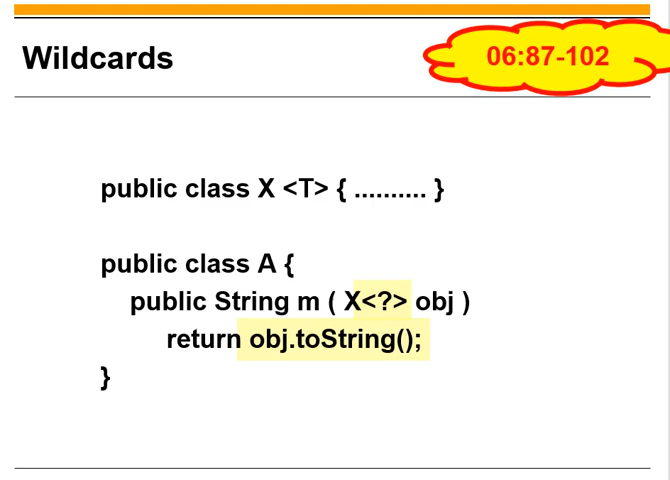 Wildcards
06:87-102
public class X <T> { .......... }
public class A {
public String m ( X<?> obj )
return obj.toString();
}